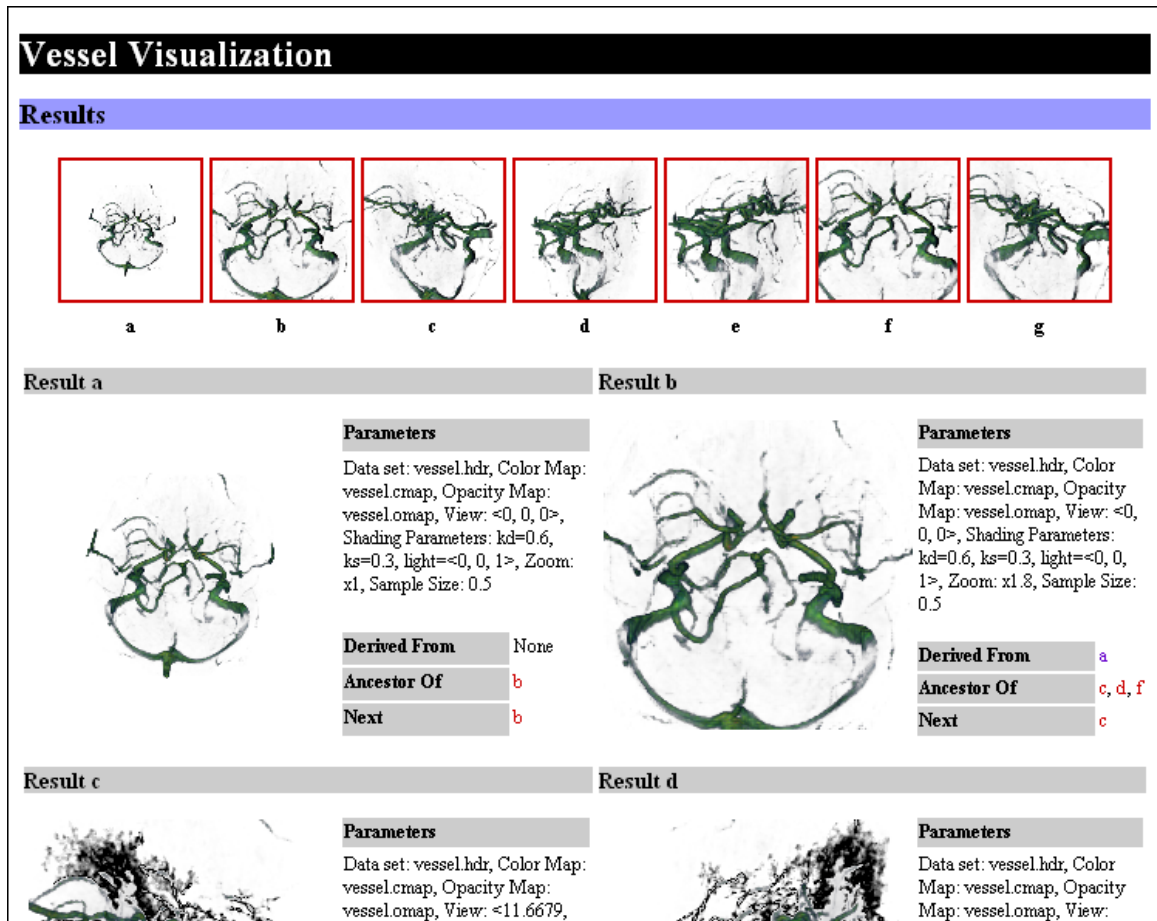 Vessel Visualization
Results
a b c d e f g
Result a
Parameters
Data set: vessel.hdr, Color Map:
vessel.cmap, Opacity Map:
vessel.omap, View: <0, 0, 0>,
Shading Parameters: kd=0.6,
ks=0.3, light=<0, 0, 1>, Zoom:
x1, Sample Size: 0.5
Derived From None
Ancestor Of b
Next b
Result b
Parameters
Data set: vessel.hdr, Color
Map: vessel.cmap, Opacity
Map: vessel.omap, View: <0,
0, 0>, Shading Parameters:
kd=0.6, ks=0.3, light=<0, 0,
1>, Zoom: x1.8, Sample Size:
0.5
Derived From a
Ancestor Of c, d, f
Next c
Result c
Parameters
Data set: vessel.hdr, Color Map:
vessel.cmap, Opacity Map:
vessel.omap, View: <11.6679,
Result d
Parameters
Data set: vessel.hdr, Color
Map: vessel.cmap, Opacity
Map: vessel.omap, View: